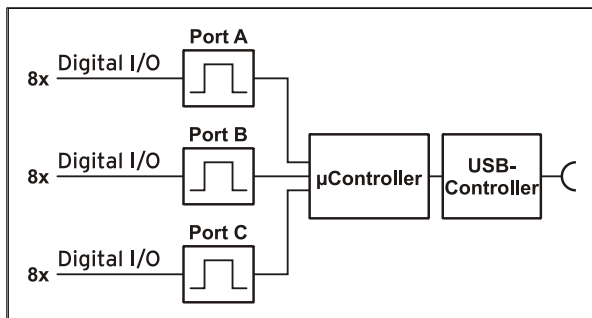 Port A
8x Digital I/O
Port B
8x Digital I/O
µController
USB-
Controller
Port C
8x Digital I/O